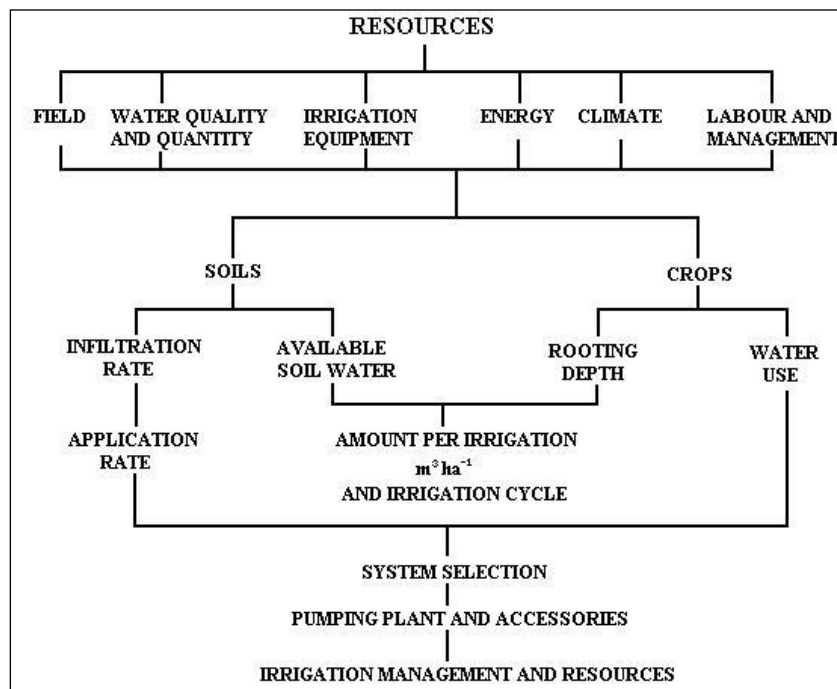 RESOURCES
FIELD
WATER QUALITY
AND QUANTITY
IRRIGATION
EQUIPMENT
ENERGY
CLIMATE
LABOUR AND
MANAGEMENT
SOILS
CROPS
INFILTRATION
RATE
AVAILABLE
SOIL WATER
ROOTING
DEPTH
WATER
USE
APPLICATION
RATE
AMOUNT PER IRRIGATION
m³ ha⁻¹
AND IRRIGATION CYCLE
SYSTEM SELECTION
PUMPING PLANT AND ACCESSORIES
IRRIGATION MANAGEMENT AND RESOURCES